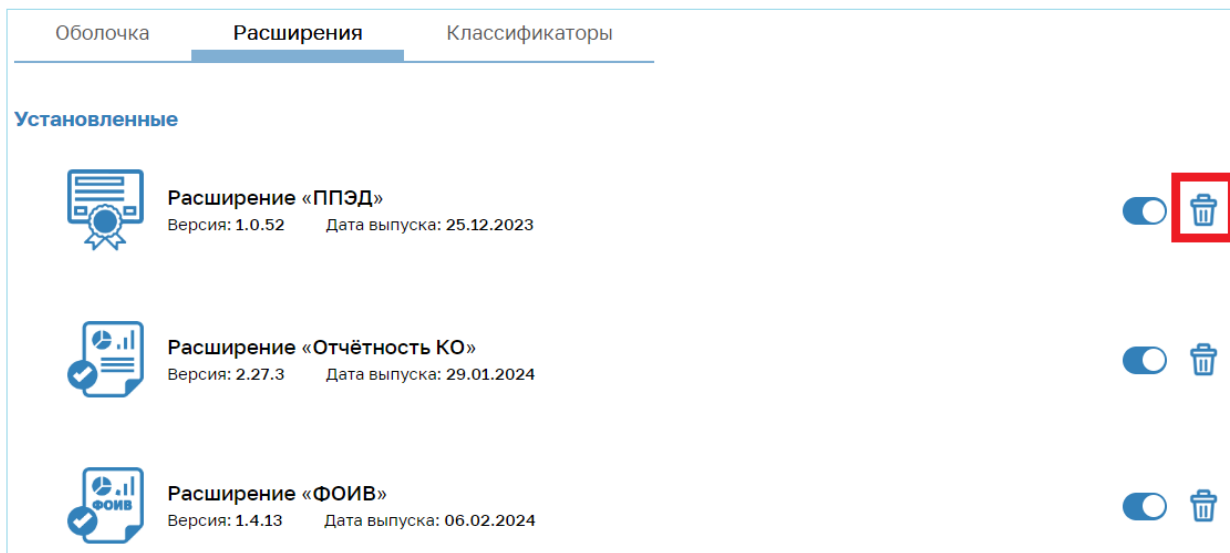 Оболочка Расширения Классификаторы
Установленные
Расширение «ППЭД»
Версия: 1.0.52 Дата выпуска: 25.12.2023
Расширение «Отчётность КО»
Версия: 2.27.3 Дата выпуска: 29.01.2024
ФОИВ
Расширение «ФОИВ»
Версия: 1.4.13 Дата выпуска: 06.02.2024